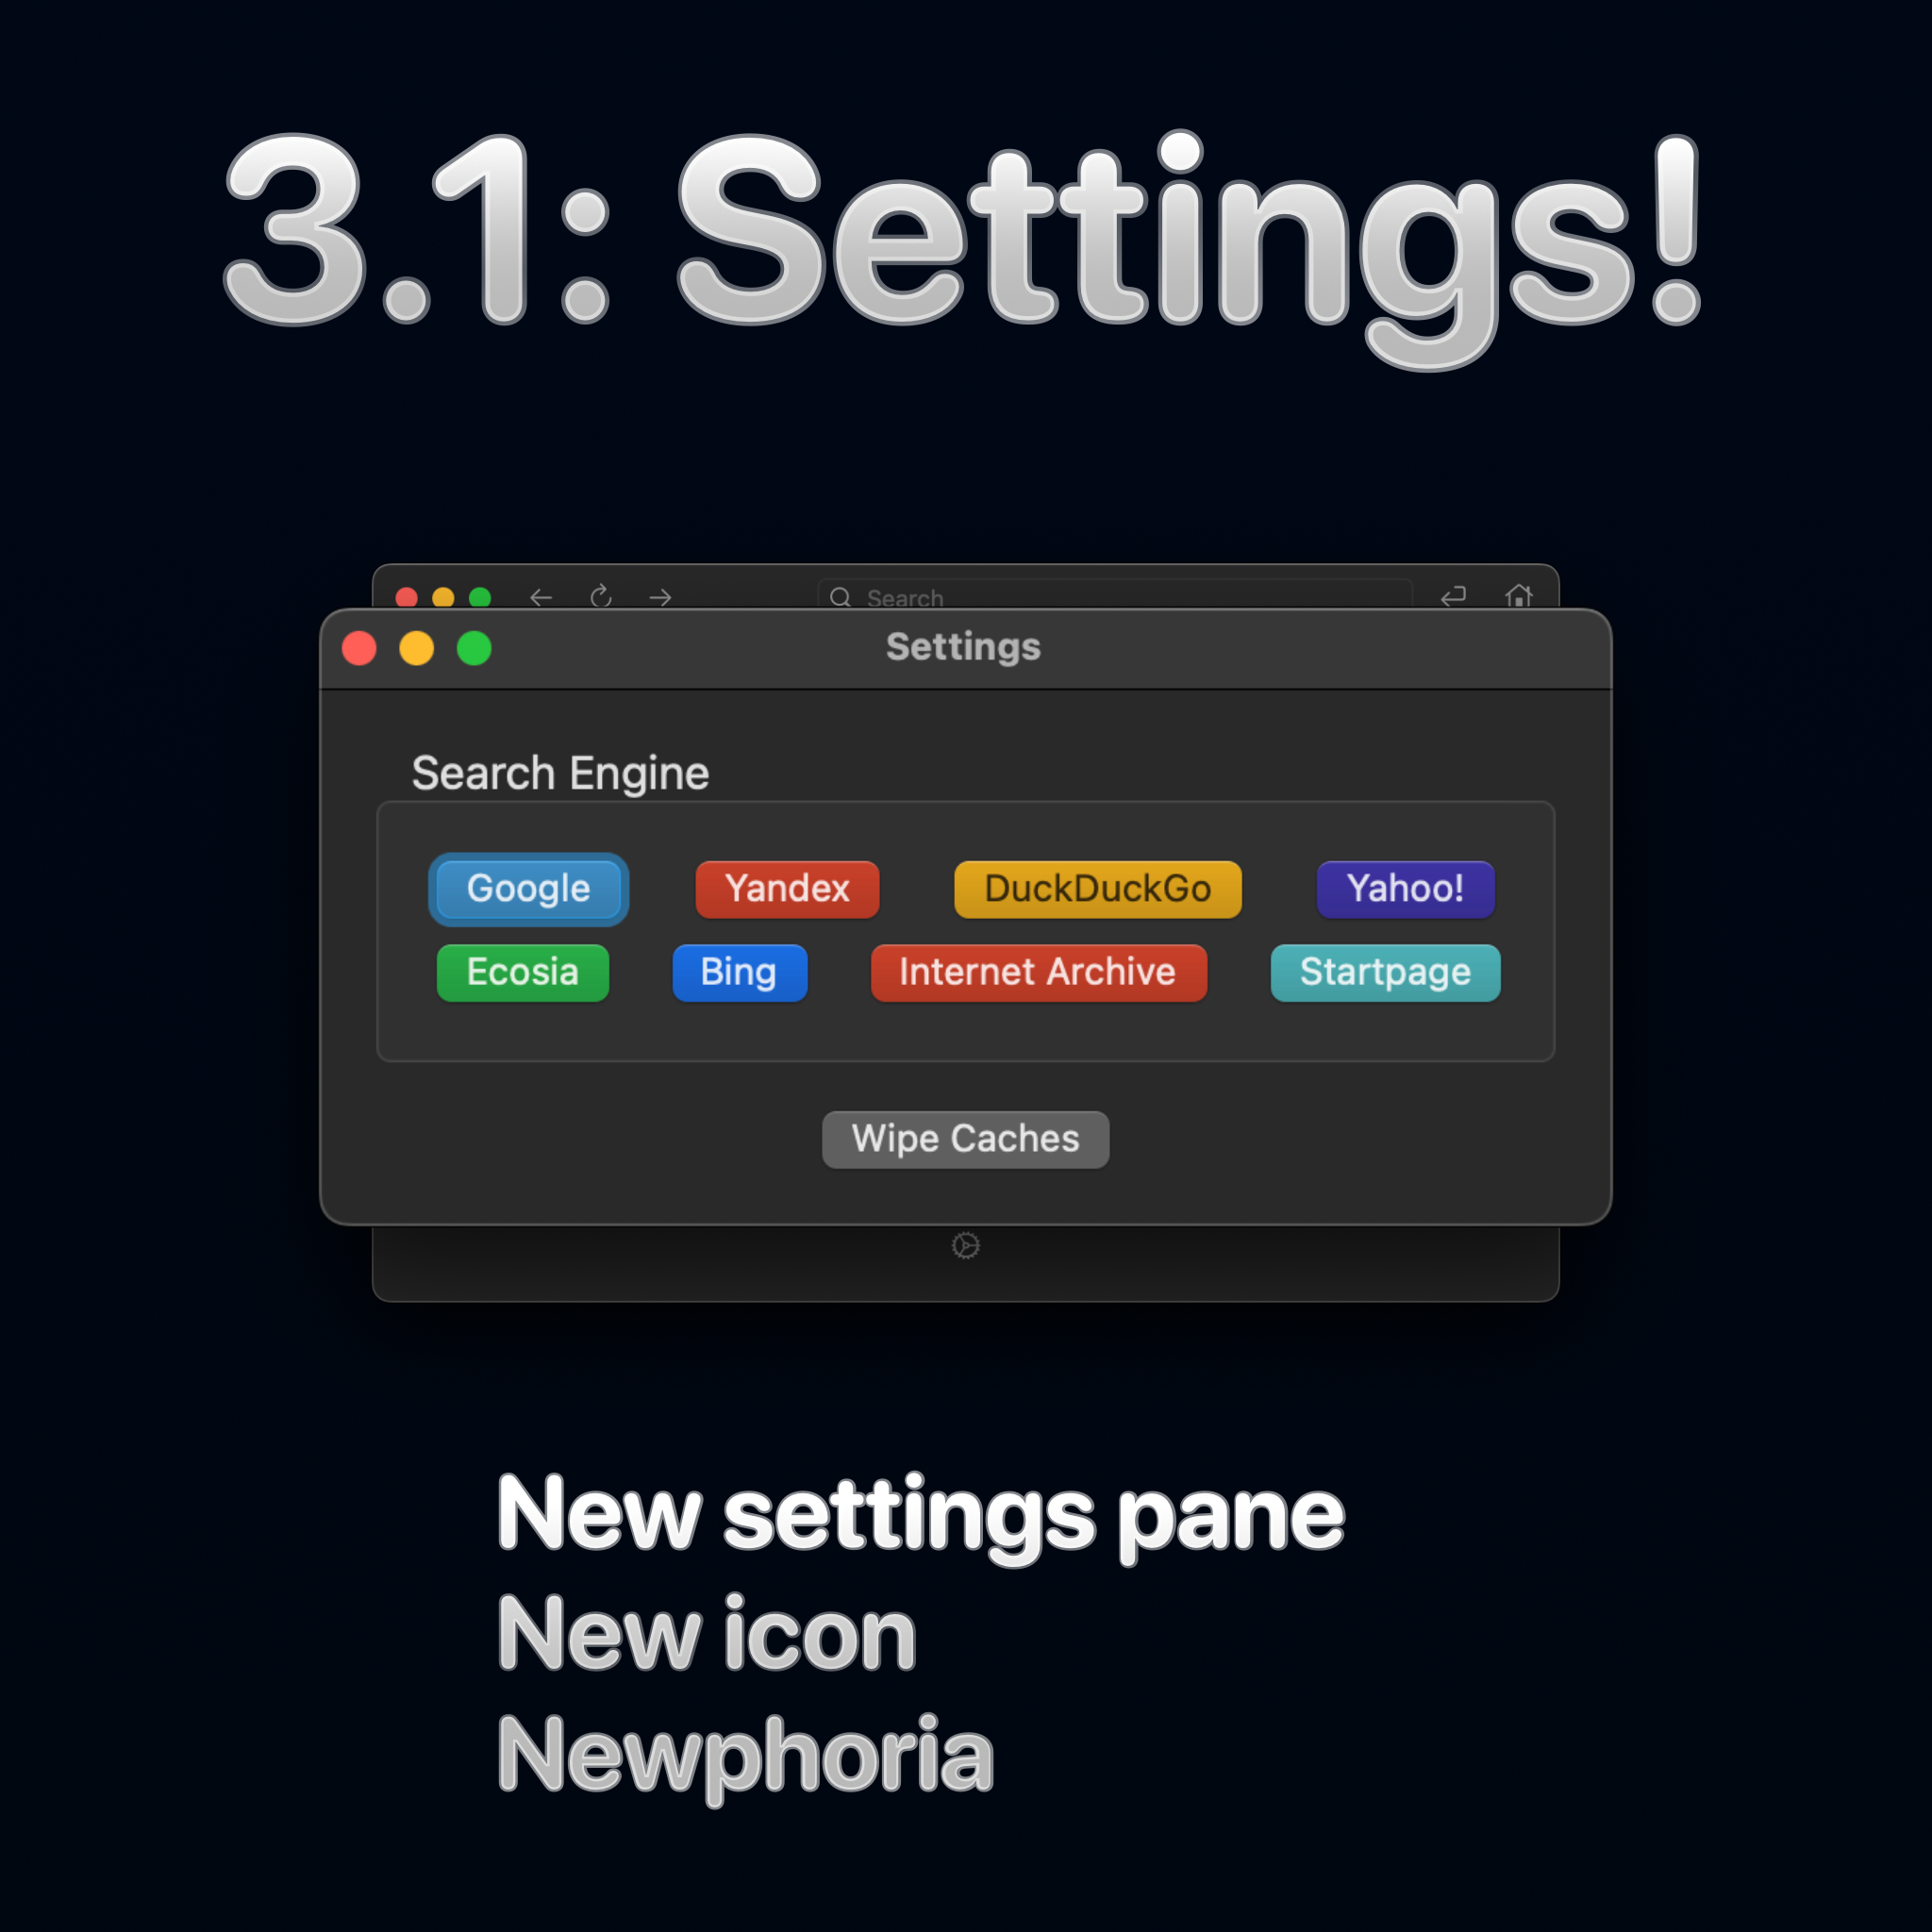 3.1: Settings!
Search
Settings
Search Engine
Google Yandex DuckDuckGo Yahoo!
Ecosia Bing Internet Archive Startpage
Wipe Caches
New settings pane
New icon
Newphoria